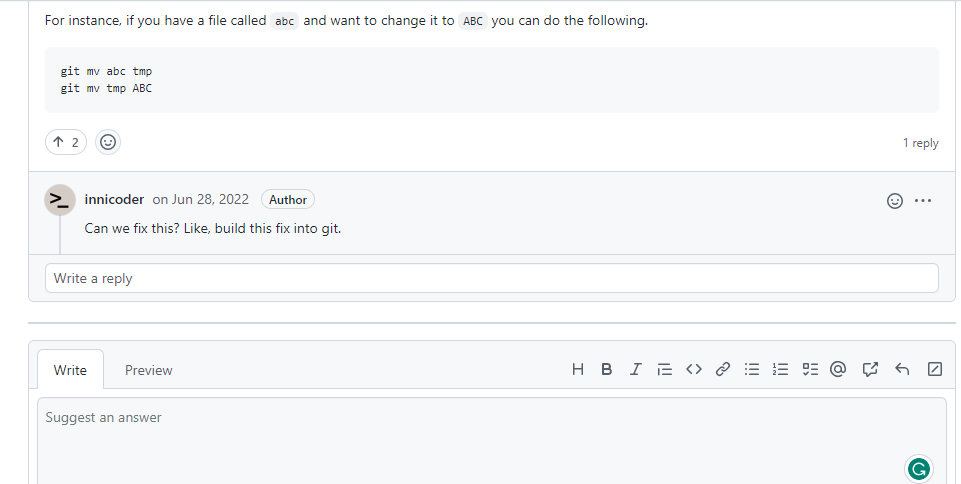 For instance, if you have a file called abc and want to change it to ABC you can do the following.
git mv abc tmp
git mv tmp ABC
2
1 reply
innicoder on Jun 28, 2022 Author
Can we fix this? Like, build this fix into git.
Write a reply
Write Preview
Suggest an answer